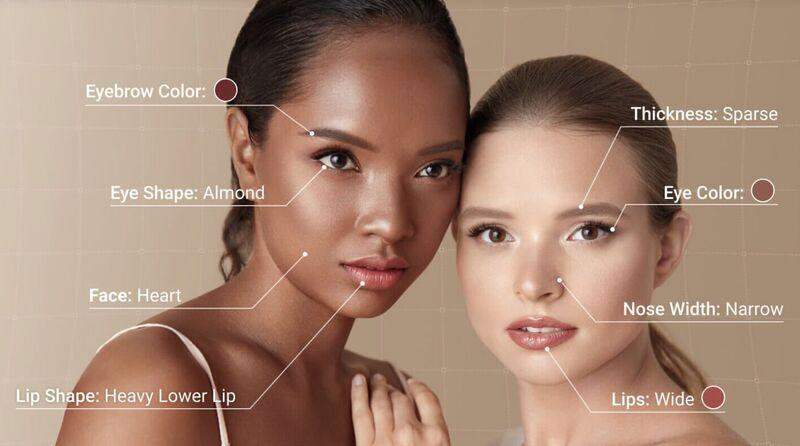 Eyebrow Color:
Thickness: Sparse
Eye Shape: Almond
Eye Color:
Face: Heart
Nose Width: Narrow
Lip Shape: Heavy Lower Lip
Lips: Wide